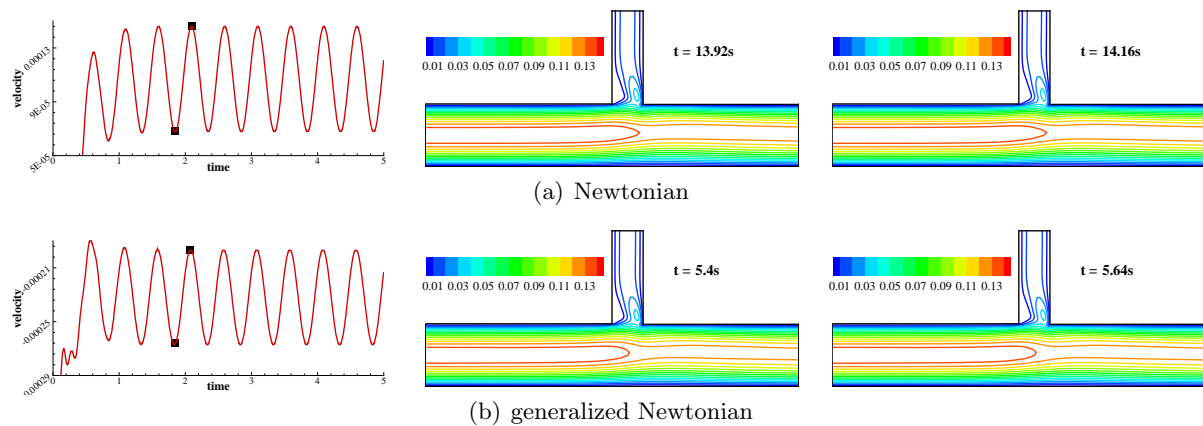 0.00013
9E-05
5E-05
velocity
0 1 2 3 4 5
time
0.01 0.03 0.05 0.07 0.09 0.11 0.13
t = 13.92s
0.01 0.03 0.05 0.07 0.09 0.11 0.13
t = 14.16s
(a) Newtonian
-0.00021
-0.00025
0.00029
velocity
0 1 2 3 4 5
time
0.01 0.03 0.05 0.07 0.09 0.11 0.13
t = 5.4s
0.01 0.03 0.05 0.07 0.09 0.11 0.13
t = 5.64s
(b) generalized Newtonian